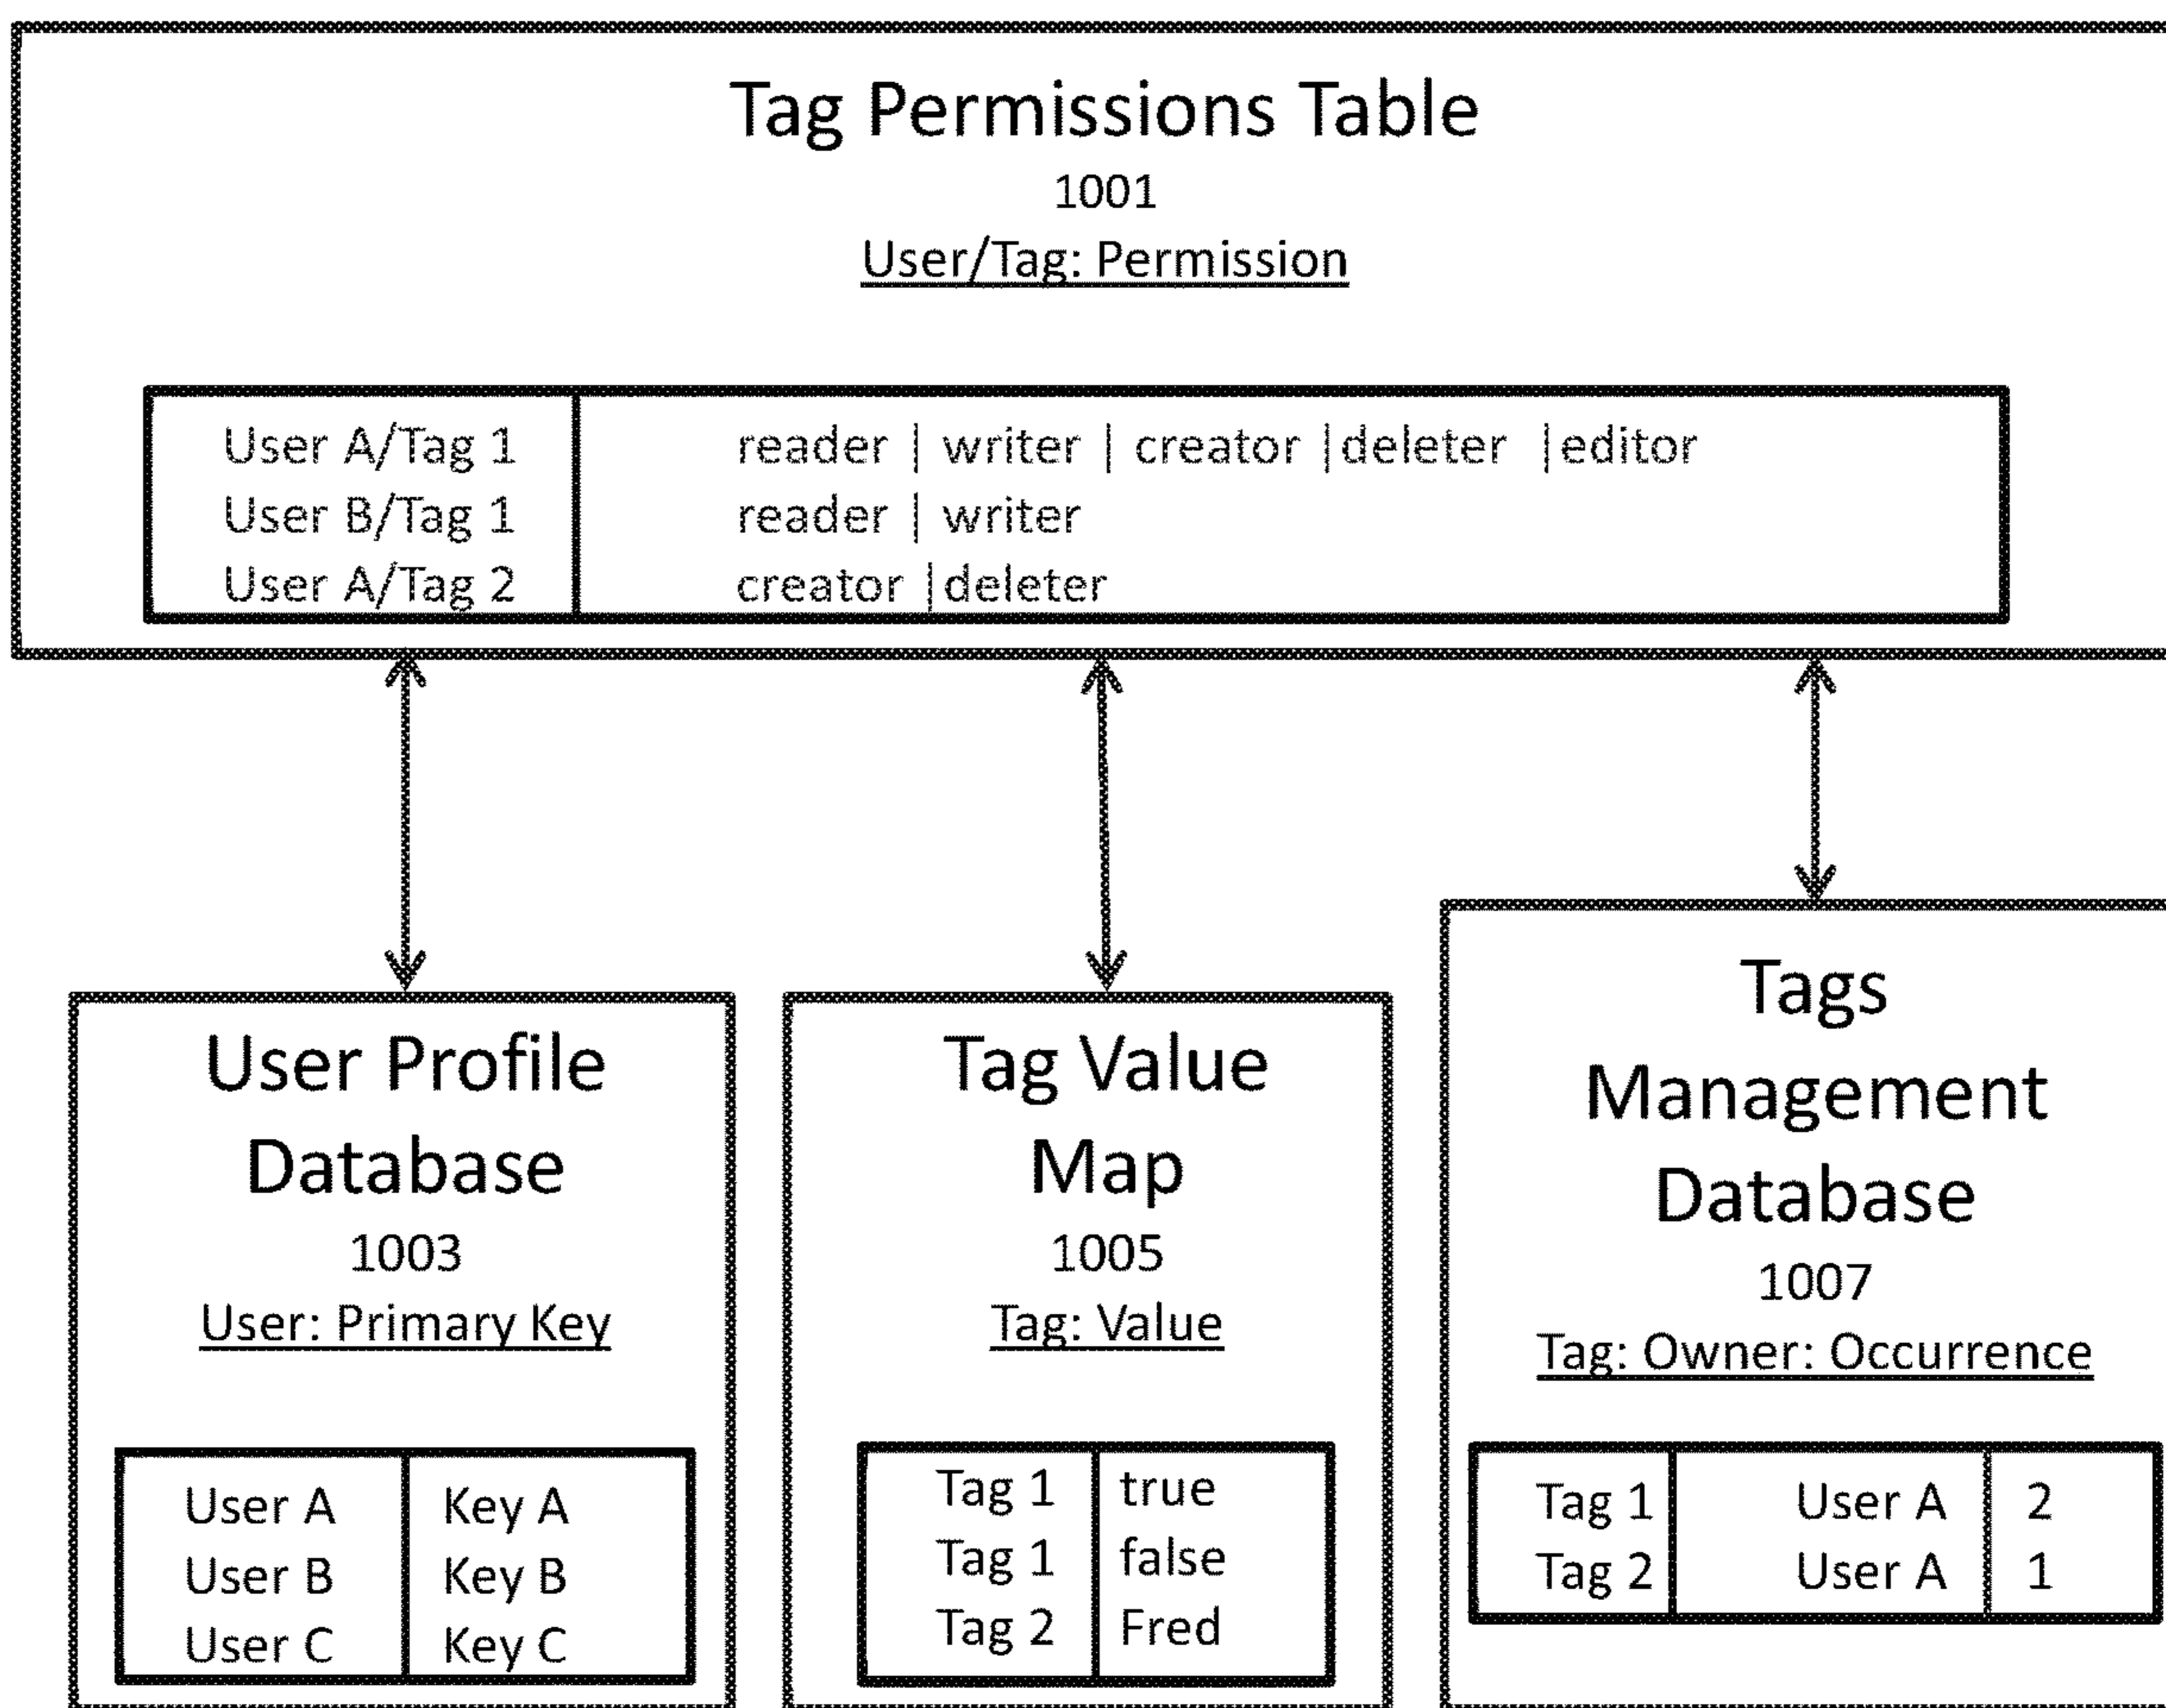 Tag Permissions Table
1001
User/Tag: Permission
User A/Tag 1 reader | writer | creator |deleter |editor
User B/Tag 1 reader | writer
User A/Tag 2 creator |deleter
User Profile
Database
1003
User: Primary Key
User A Key A
User B Key B
User C Key C
Tag Value
Map
1005
Tag: Value
Tag 1 true
Tag 1 false
Tag 2 Fred
Tags
Management
Database
1007
Tag: Owner: Occurrence
Tag 1 User A 2
Tag 2 User A 1